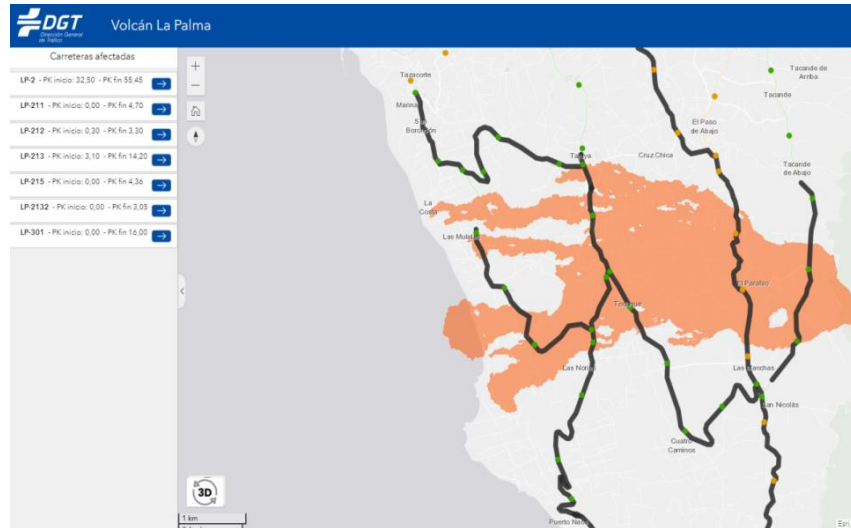 DGT
Dirección General
de Tráfico
Volcán La Palma
Carreteras afectadas
LP-2 - PK inicio: 32,50 - PK fin 55,45
LP-211 - PK inicio: 0,00 - PK fin 4,70
LP-212 - PK inicio: 0,30 - PK fin 3,30
LP-213 - PK inicio: 3,10 - PK fin 14,20
LP-215 - PK inicio: 0,00 - PK fin 4,36
LP-2132 - PK inicio: 0,00 - PK fin 3,05
LP-301 - PK inicio: 0,00 - PK fin 16,00
Tazacorte
Marina
San
Borondón
Tacande de
Arriba
Tacande
El Paso
de Abajo
Tajuya
Cruz Chica
Tacande
de Abajo
La
Costa
Las
El Paraíso
Todoque
Las Norias
Las Manchas
San Nicolás
Cuatro
Caminos
Puerto Naos
3D
1 km
Esri